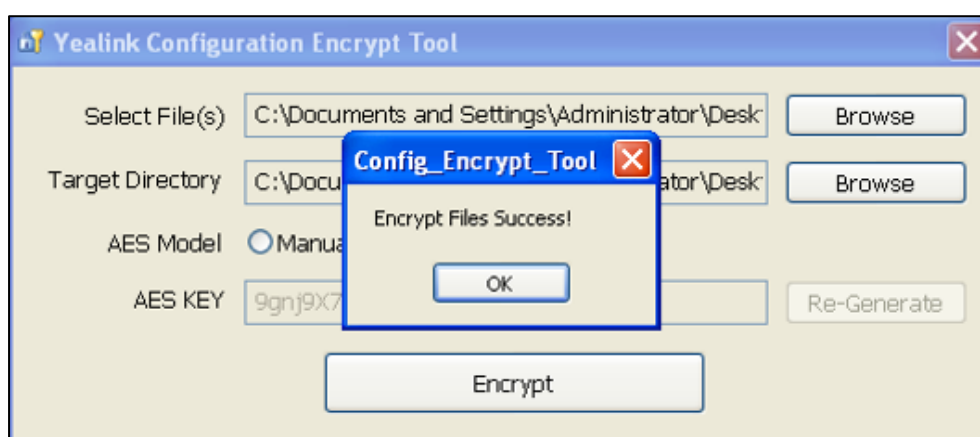 Yealink Configuration Encrypt Tool
Select File(s) C:\Documents and Settings\Administrator\Desk Browse
Config_Encrypt_Tool
Target Directory C:\Docu ator\Desk Browse
Encrypt Files Success!
AES Model Manua
OK
AES KEY 9gnj9X7 Re-Generate
Encrypt